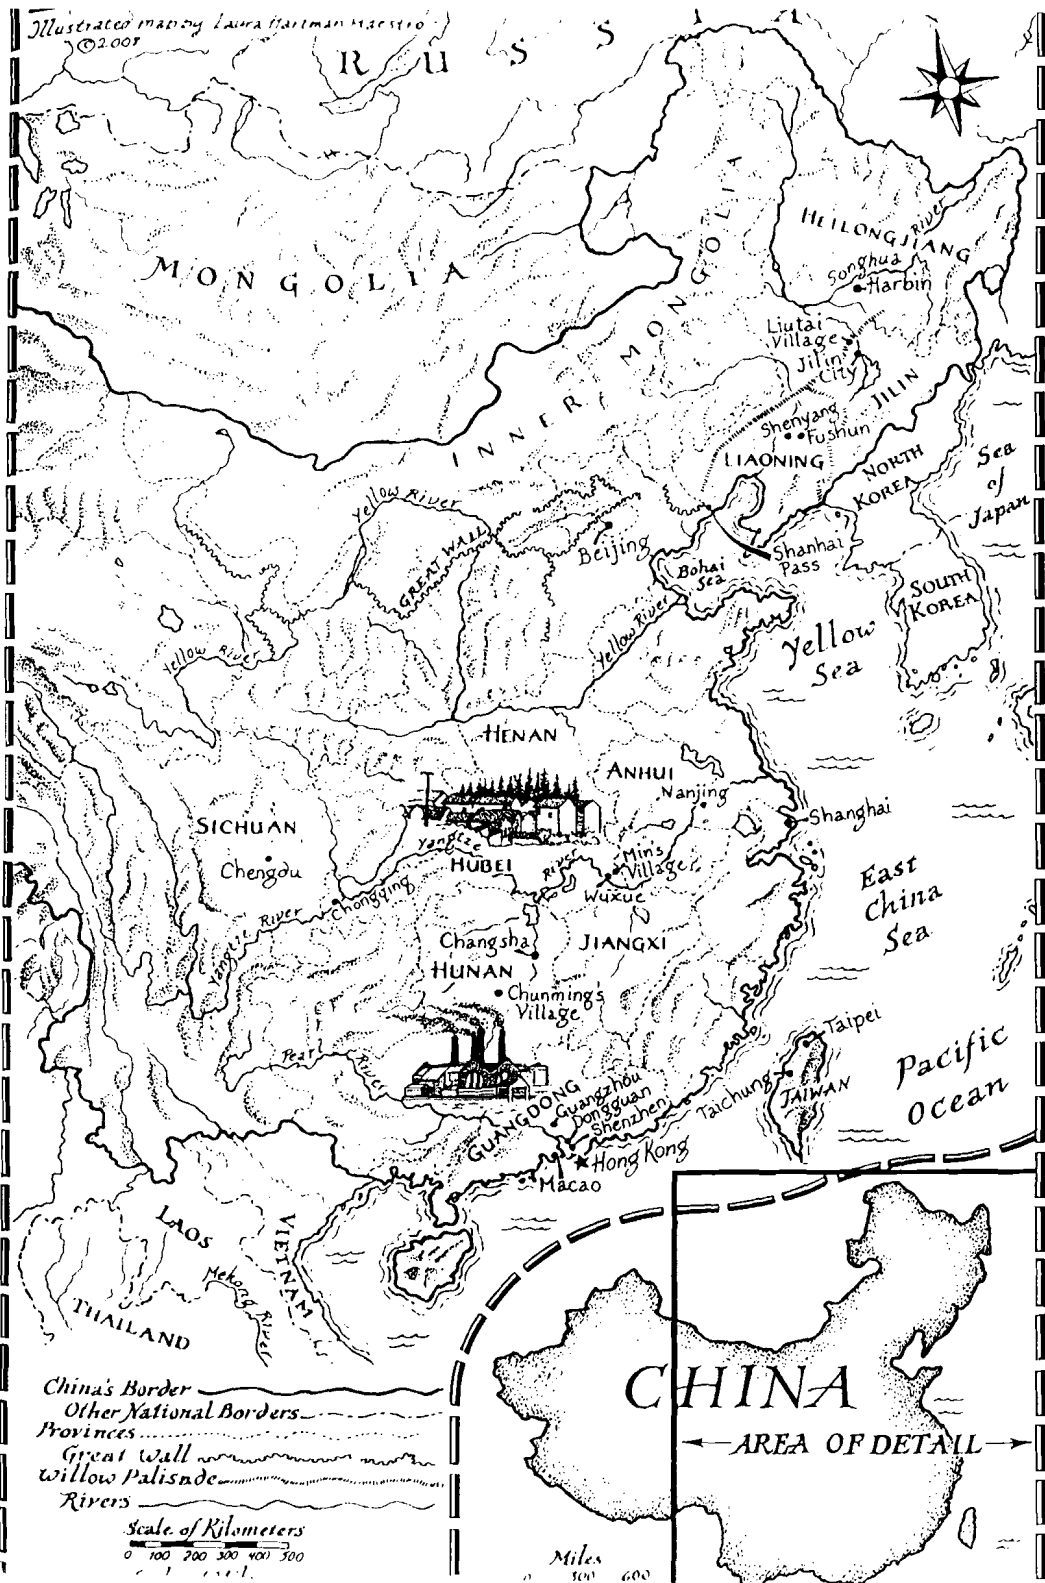 Illustrated map by Laura Hartman Maestro
©2008
RUSSIA
MONGOLIA
INNER MONGOLIA
HEILONGJIANG
Songhua River
Harbin
Liutai
Village
Jilin
City
JILIN
Shenyang
Fushun
LIAONING
NORTH
KOREA
Sea
of
Japan
Yellow River
GREAT WALL
Beijing
Bohai
Sea
Shanhai
Pass
SOUTH
KOREA
Yellow River
Yellow River
Yellow
Sea
HENAN
ANHUI
Nanjing
Shanghai
SICHUAN
Chengdu
Yangtze River
HUBEI
Min's
Village
Wuxue
Chongqing
Yangtze River
East
China
Sea
Changsha
JIANGXI
HUNAN
Chunming's
Village
Taipei
Pearl River
Pacific
Ocean
GUANGDONG
Guangzhou
Dongguan
Shenzhen
Taichung
TAIWAN
Hong Kong
Macao
LAOS
VIETNAM
Mekong River
THAILAND
China's Border
Other National Borders
Provinces
Great Wall
Willow Palisade
Rivers
Scale of Kilometers
0 100 200 300 400 500
CHINA
AREA OF DETAIL
Miles
0 300 600